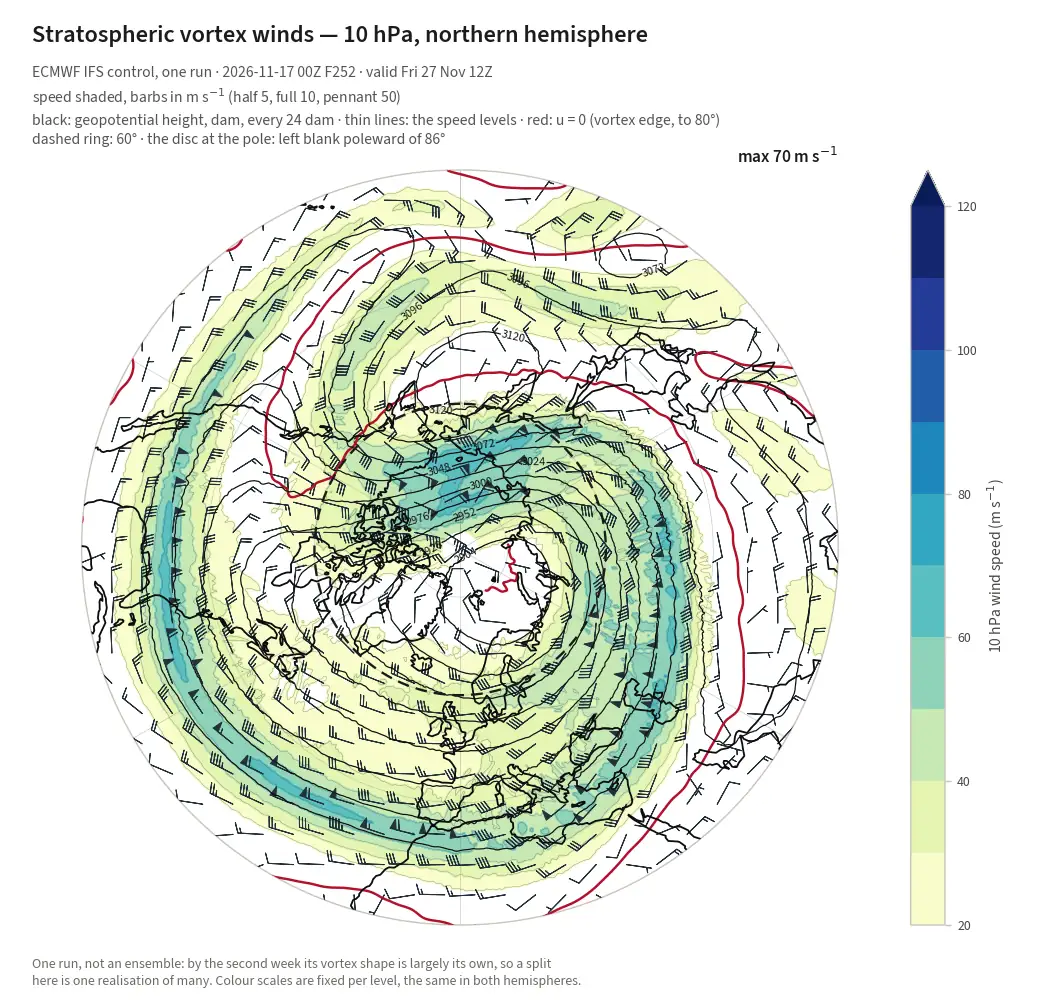 Stratospheric vortex winds — 10 hPa, northern hemisphere
ECMWF IFS control, one run · 2026-11-17 00Z F252 · valid Fri 27 Nov 12Z
speed shaded, barbs in m s⁻¹ (half 5, full 10, pennant 50)
black: geopotential height, dam, every 24 dam · thin lines: the speed levels · red: u = 0 (vortex edge, to 80°)
dashed ring: 60° · the disc at the pole: left blank poleward of 86°
max 70 m s⁻¹
120
100
80
60
40
20
10 hPa wind speed (m s⁻¹)
3072
3096
3096
3120
3120
3048
3024
3000
2976
2952
One run, not an ensemble: by the second week its vortex shape is largely its own, so a split
here is one realisation of many. Colour scales are fixed per level, the same in both hemispheres.